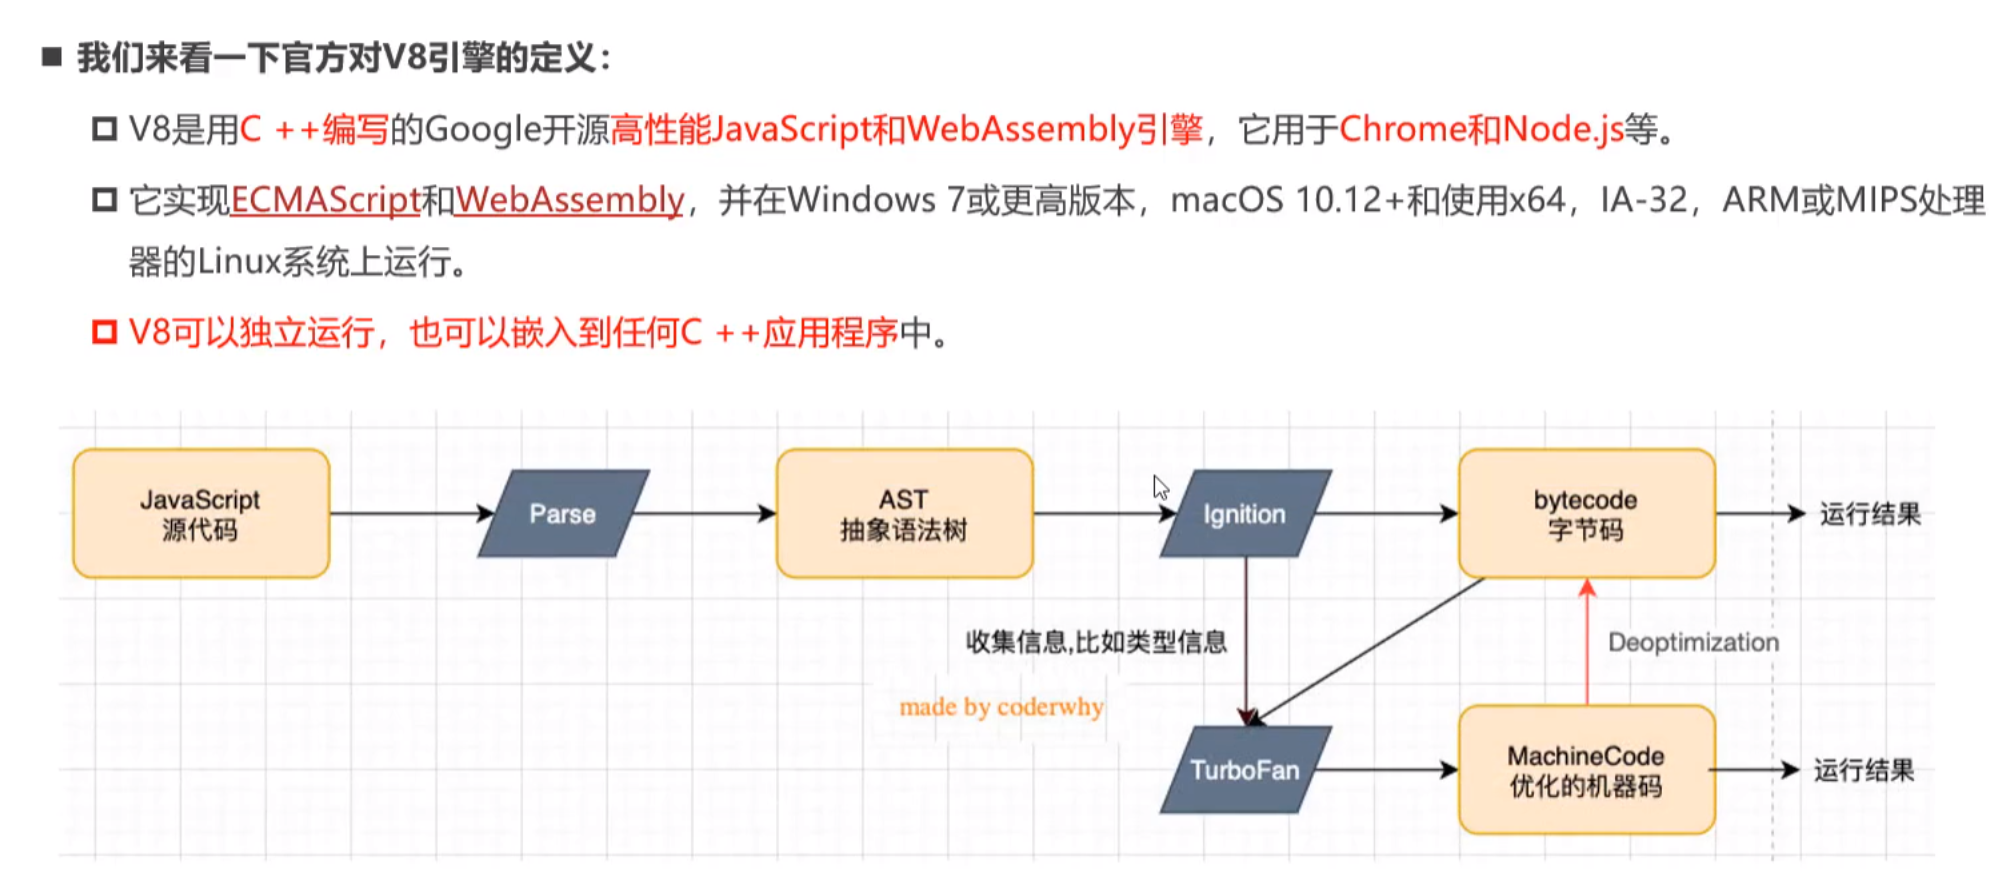 我们来看一下官方对V8引擎的定义：
V8是用C ++编写的Google开源高性能JavaScript和WebAssembly引擎，它用于Chrome和Node.js等。
它实现ECMAScript和WebAssembly，并在Windows 7或更高版本，macOS 10.12+和使用x64，IA-32，ARM或MIPS处理
器的Linux系统上运行。
V8可以独立运行，也可以嵌入到任何C ++应用程序中。
JavaScript
源代码
Parse
AST
抽象语法树
Ignition
bytecode
字节码
运行结果
收集信息,比如类型信息
Deoptimization
made by coderwhy
TurboFan
MachineCode
优化的机器码
运行结果